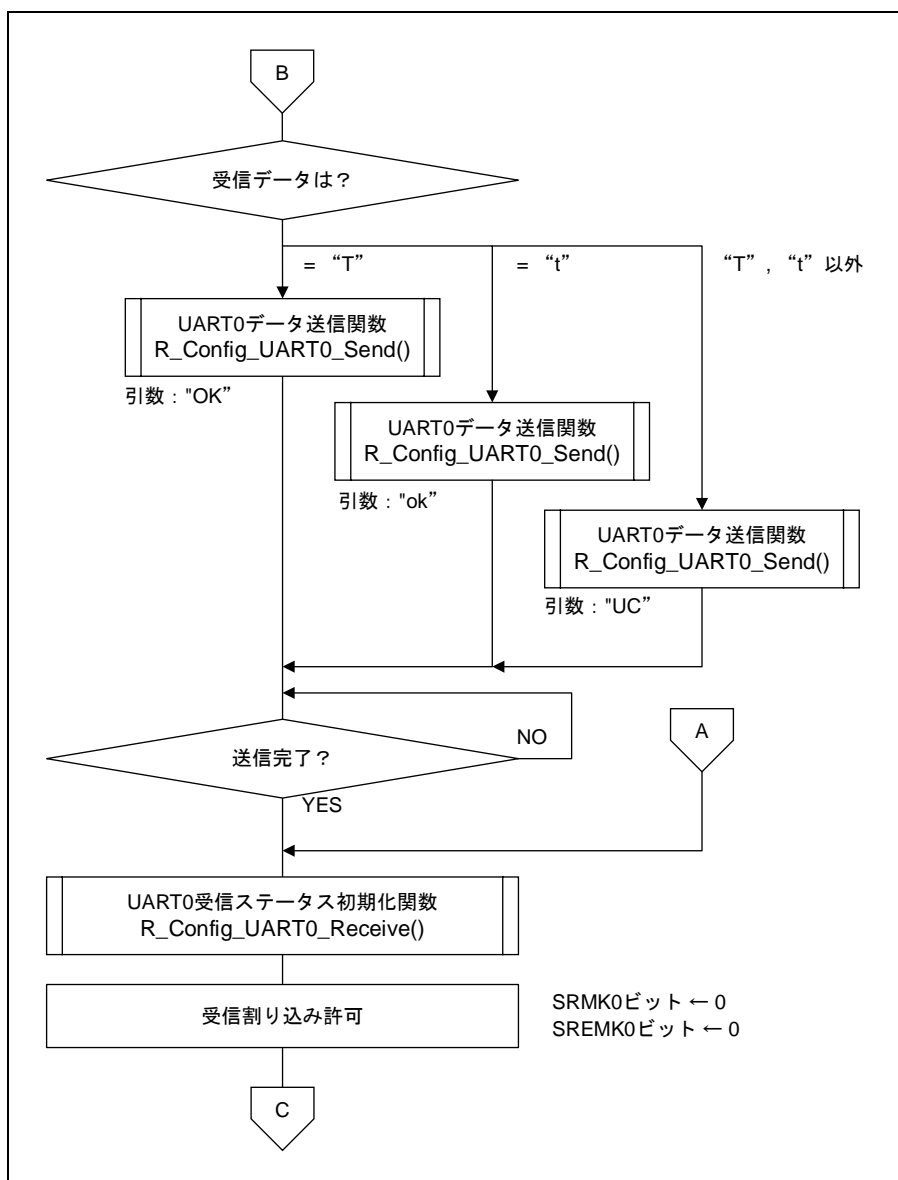 B
受信データは？
= “T”
= “t”
“T”, “t” 以外
UART0データ送信関数
R_Config_UART0_Send()
引数："OK”
UART0データ送信関数
R_Config_UART0_Send()
引数："ok”
UART0データ送信関数
R_Config_UART0_Send()
引数："UC”
A
送信完了？
NO
YES
UART0受信ステータス初期化関数
R_Config_UART0_Receive()
受信割り込み許可
SRMK0ビット ← 0
SREMK0ビット ← 0
C